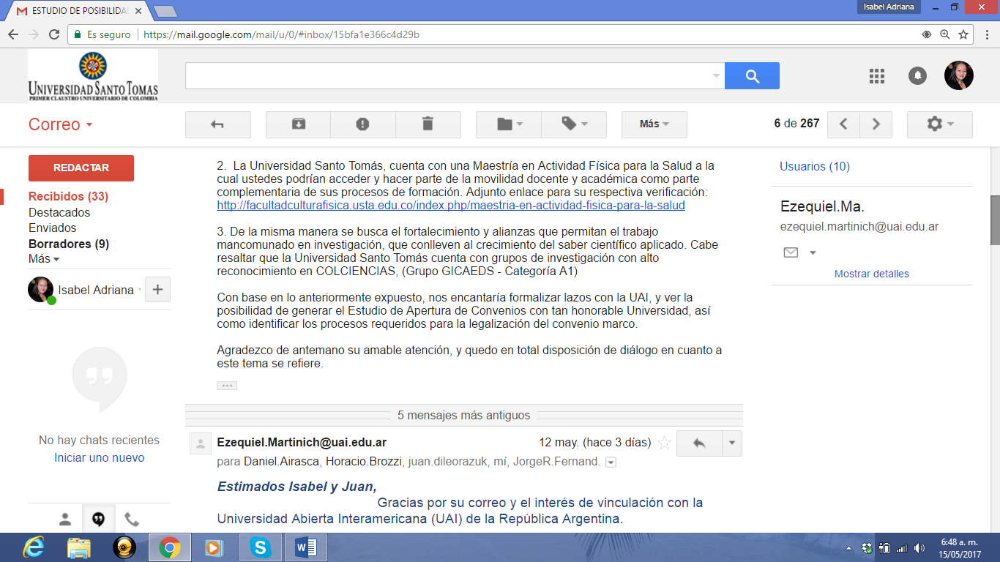 ESTUDIO DE POSIBILIDA
Isabel Adriana
Es seguro
https://mail.google.com/mail/u/0/#inbox/15bfa1e366c4d29b
UNIVERSIDAD SANTO TOMAS
PRIMER CLAUSTRO UNIVERSITARIO DE COLOMBIA
Correo
Más
6 de 267
REDACTAR
Recibidos (33)
Destacados
Enviados
Borradores (9)
Más
Isabel Adriana
No hay chats recientes
Iniciar uno nuevo
2. La Universidad Santo Tomás, cuenta con una Maestría en Actividad Física para la Salud a la
cual ustedes podrían acceder y hacer parte de la movilidad docente y académica como parte
complementaria de sus procesos de formación. Adjunto enlace para su respectiva verificación:
http://facultadculturafisica.usta.edu.co/index.php/maestria-en-actividad-fisica-para-la-salud
3. De la misma manera se busca el fortalecimiento y alianzas que permitan el trabajo
mancomunado en investigación, que conlleven al crecimiento del saber científico aplicado. Cabe
resaltar que la Universidad Santo Tomás cuenta con grupos de investigación con alto
reconocimiento en COLCIENCIAS, (Grupo GICAEDS - Categoría A1)
Con base en lo anteriormente expuesto, nos encantaría formalizar lazos con la UAI, y ver la
posibilidad de generar el Estudio de Apertura de Convenios con tan honorable Universidad, así
como identificar los procesos requeridos para la legalización del convenio marco.
Agradezco de antemano su amable atención, y quedo en total disposición de diálogo en cuanto a
este tema se refiere.
5 mensajes más antiguos
Ezequiel.Martinich@uai.edu.ar
12 may. (hace 3 días)
para Daniel.Airasca, Horacio.Brozzi, juan.dileorazuk, mí, JorgeR.Fernand.
Estimados Isabel y Juan,
Gracias por su correo y el interés de vinculación con la
Universidad Abierta Interamericana (UAI) de la República Argentina.
Usuarios (10)
Ezequiel.Ma.
ezequiel.martinich@uai.edu.ar
Mostrar detalles
6:48 a. m.
15/05/2017